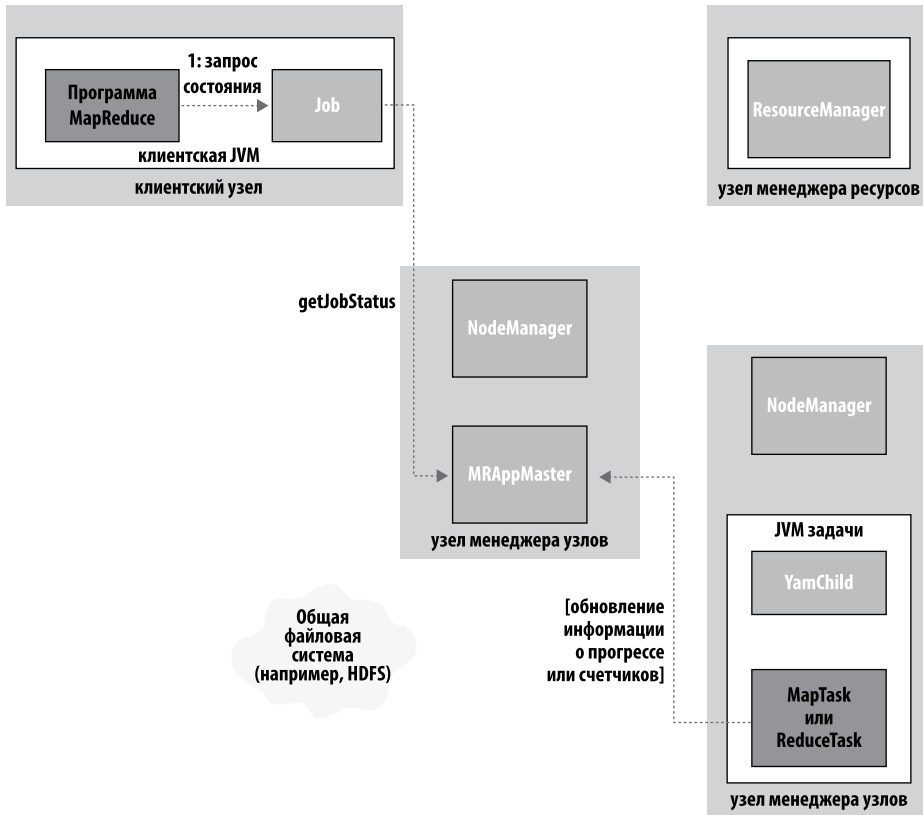 1: запрос
состояния
Программа
MapReduce
Job
клиентская JVM
клиентский узел
ResourceManager
узел менеджера ресурсов
getJobStatus
NodeManager
MRAppMaster
узел менеджера узлов
NodeManager
JVM задачи
YamChild
MapTask
или
ReduceTask
узел менеджера узлов
[обновление
информации
о прогрессе
или счетчиков]
Общая
файловая
система
(например, HDFS)